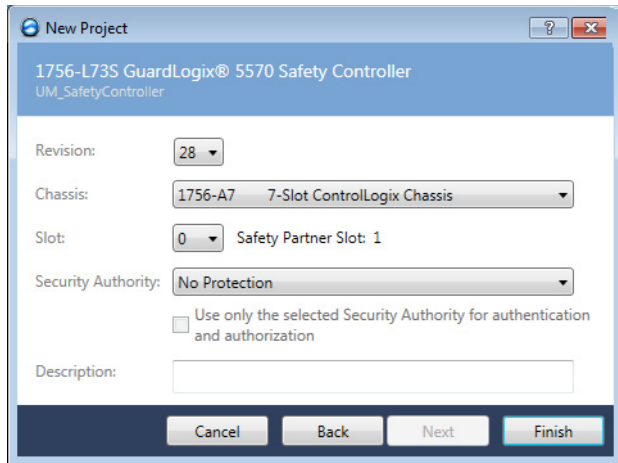 New Project
1756-L73S GuardLogix® 5570 Safety Controller
UM_SafetyController
Revision: 28
Chassis: 1756-A7 7-Slot ControlLogix Chassis
Slot: 0 Safety Partner Slot: 1
Security Authority: No Protection
Use only the selected Security Authority for authentication
and authorization
Description:
Cancel Back Next Finish